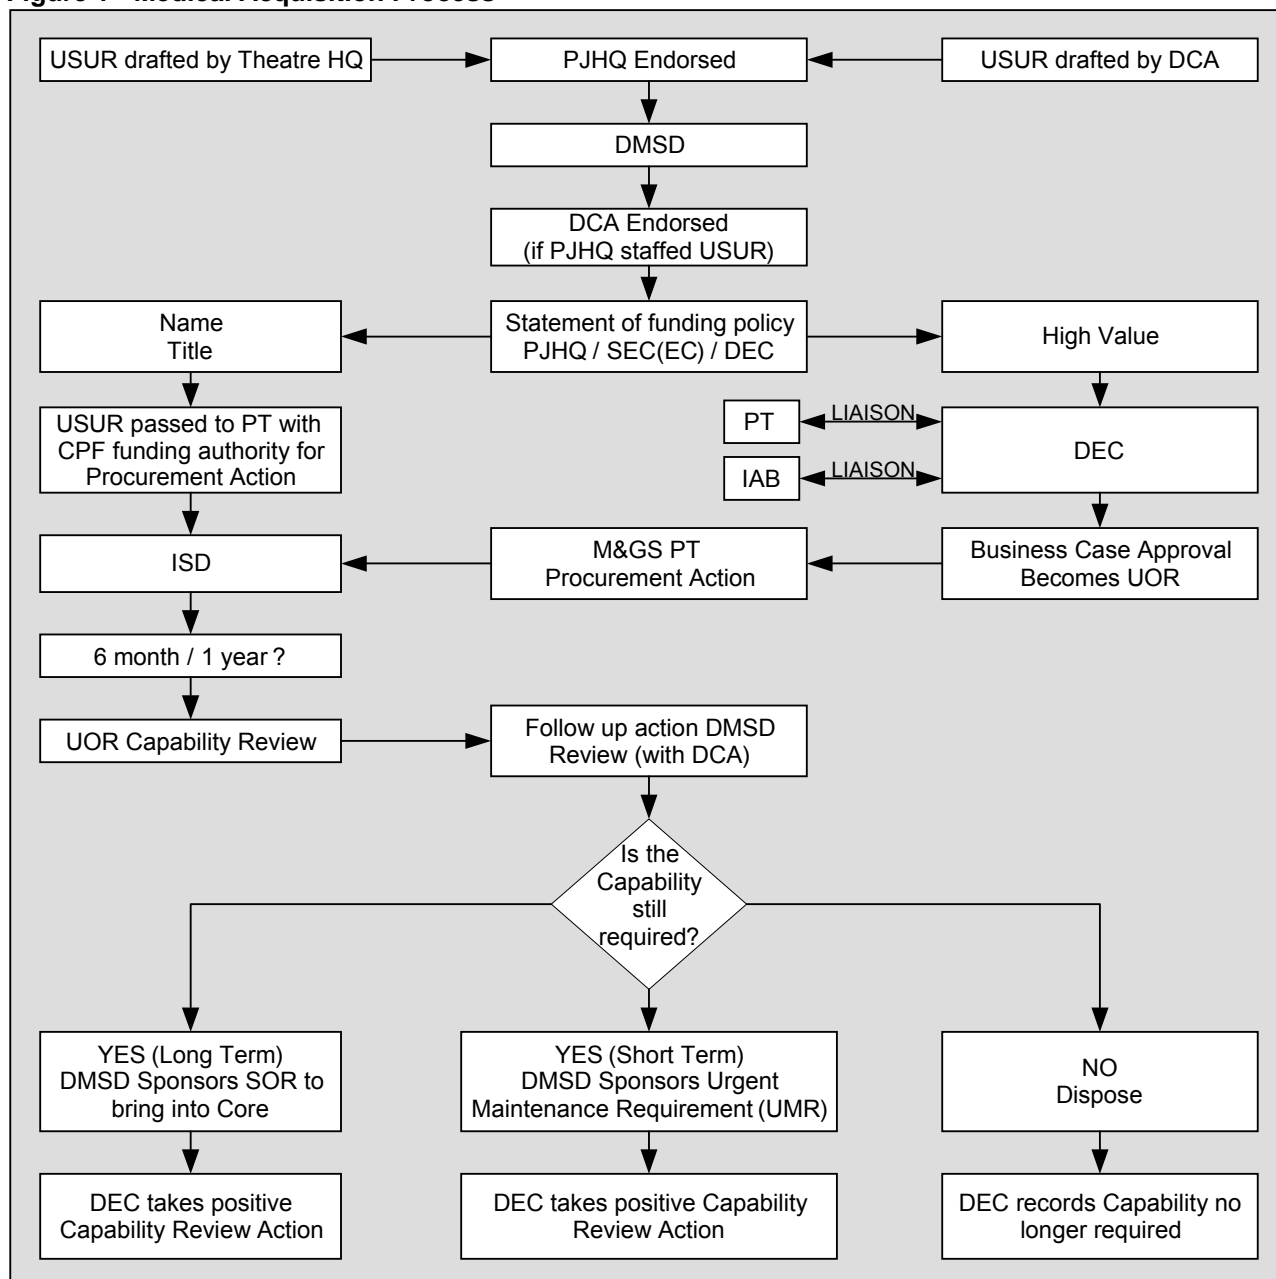 Figure 1 - Medical Acquisition Process
USUR drafted by Theatre HQ
PJHQ Endorsed
USUR drafted by DCA
DMSD
DCA Endorsed
(if PJHQ staffed USUR)
Name
Title
Statement of funding policy
PJHQ / SEC(EC) / DEC
High Value
USUR passed to PT with
CPF funding authority for
Procurement Action
PT
LIAISON
IAB
LIAISON
DEC
ISD
M&GS PT
Procurement Action
Business Case Approval
Becomes UOR
6 month / 1 year ?
UOR Capability Review
Follow up action DMSD
Review (with DCA)
Is the
Capability
still
required?
YES (Long Term)
DMSD Sponsors SOR to
bring into Core
YES (Short Term)
DMSD Sponsors Urgent
Maintenance Requirement (UMR)
NO
Dispose
DEC takes positive
Capability Review Action
DEC takes positive Capability
Review Action
DEC records Capability no
longer required